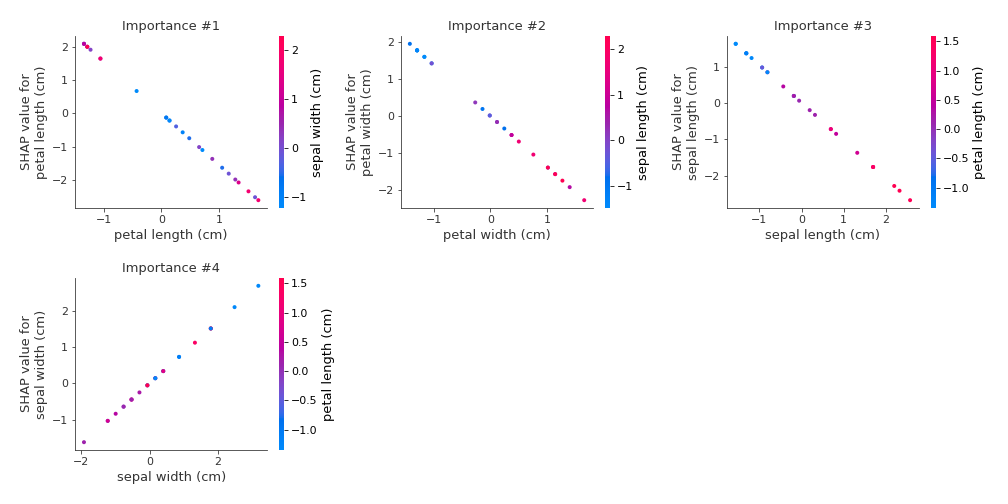 Importance #1
2
1
0
−1
−2
SHAP value for
petal length (cm)
−1
0
1
petal length (cm)
2
1
0
−1
sepal width (cm)
Importance #2
2
1
0
−1
−2
SHAP value for
petal width (cm)
−1
0
1
petal width (cm)
2
1
0
−1
sepal length (cm)
Importance #3
1
0
−1
−2
SHAP value for
sepal length (cm)
−1
0
1
2
sepal length (cm)
1.5
1.0
0.5
0.0
−0.5
−1.0
petal length (cm)
Importance #4
2
1
0
−1
SHAP value for
sepal width (cm)
−2
0
2
sepal width (cm)
1.5
1.0
0.5
0.0
−0.5
−1.0
petal length (cm)